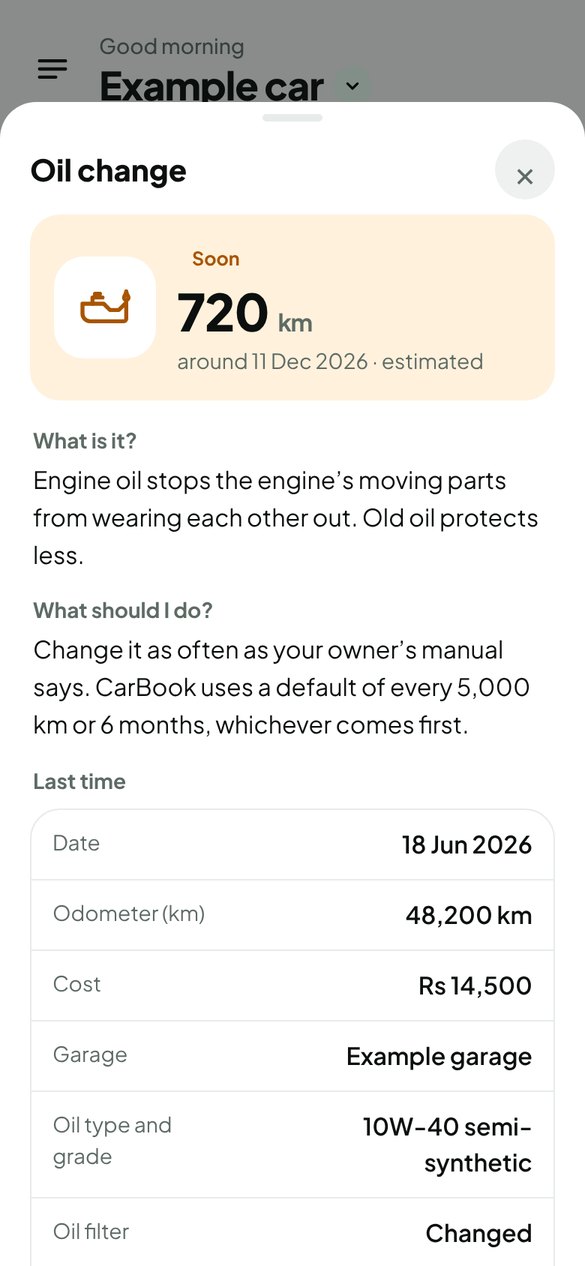 Good morning
Example car
Oil change
Soon
720 km
around 11 Dec 2026 · estimated
What is it?
Engine oil stops the engine’s moving parts
from wearing each other out. Old oil protects
less.
What should I do?
Change it as often as your owner’s manual
says. CarBook uses a default of every 5,000
km or 6 months, whichever comes first.
Last time
Date 18 Jun 2026
Odometer (km) 48,200 km
Cost Rs 14,500
Garage Example garage
Oil type and grade 10W-40 semi-synthetic
Oil filter Changed